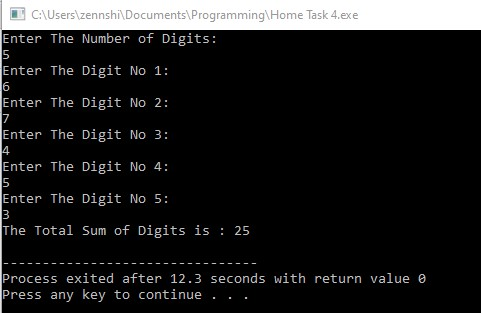 C:\Users\zennshi\Documents\Programming\Home Task 4.exe
Enter The Number of Digits:
5
Enter The Digit No 1:
6
Enter The Digit No 2:
7
Enter The Digit No 3:
4
Enter The Digit No 4:
5
Enter The Digit No 5:
3
The Total Sum of Digits is : 25
--------------------------------
Process exited after 12.3 seconds with return value 0
Press any key to continue . . .